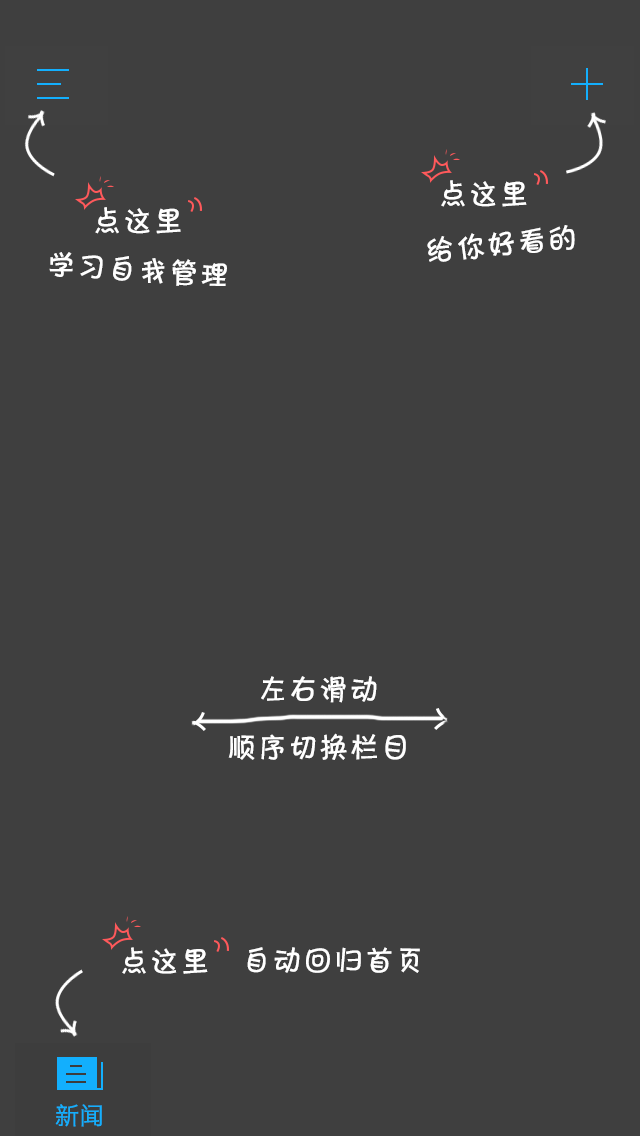 点这里
学习自我管理
点这里
给你好看的
左右滑动
顺序切换栏目
点这里 自动回归首页
新闻